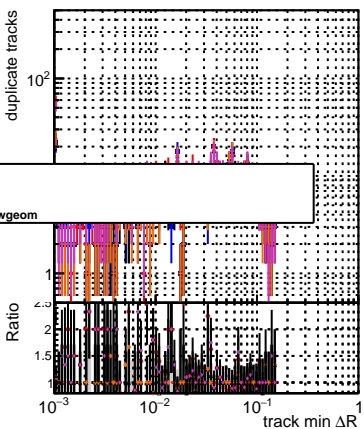 duplicate tracks
10²
wgeom
1
Ratio
2.5
2
1.5
1
10⁻³
10⁻²
10⁻¹
1
track min ΔR